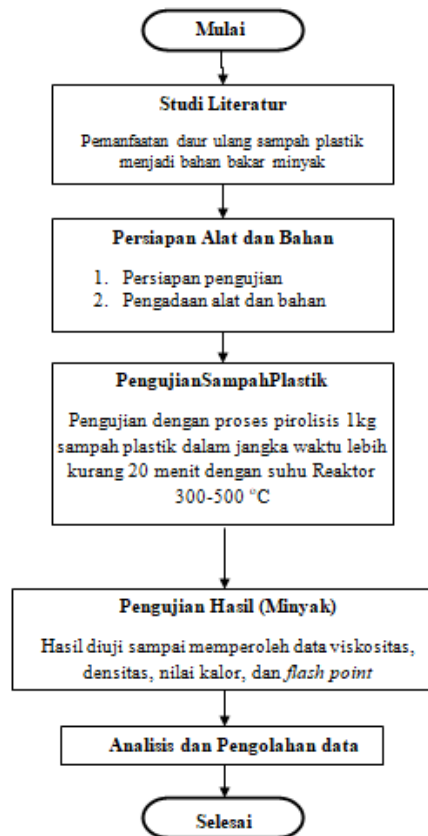 Mulai
Studi Literatur
Pemanfaatan daur ulang sampah plastik
menjadi bahan bakar minyak
Persiapan Alat dan Bahan
1. Persiapan pengujian
2. Pengadaan alat dan bahan
PengujianSampahPlastik
Pengujian dengan proses pirolisis 1kg
sampah plastik dalam jangka waktu lebih
kurang 20 menit dengan suhu Reaktor
300-500 °C
Pengujian Hasil (Minyak)
Hasil diuji sampai memperoleh data viskositas,
densitas, nilai kalor, dan flash point
Analisis dan Pengolahan data
Selesai